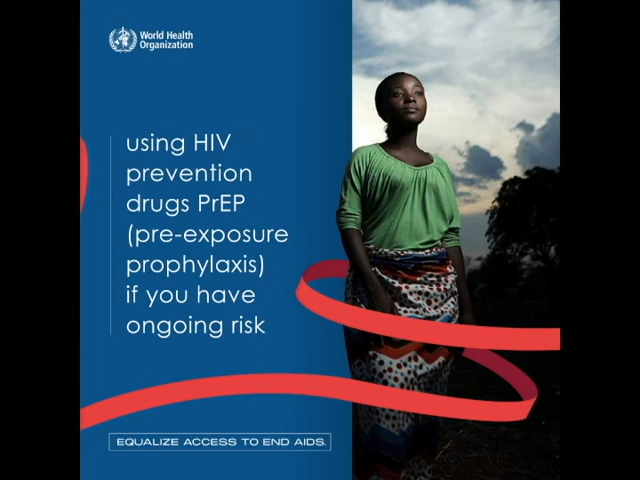 World Health
Organization
using HIV
prevention
drugs PrEP
(pre-exposure
prophylaxis)
if you have
ongoing risk
EQUALIZE ACCESS TO END AIDS.